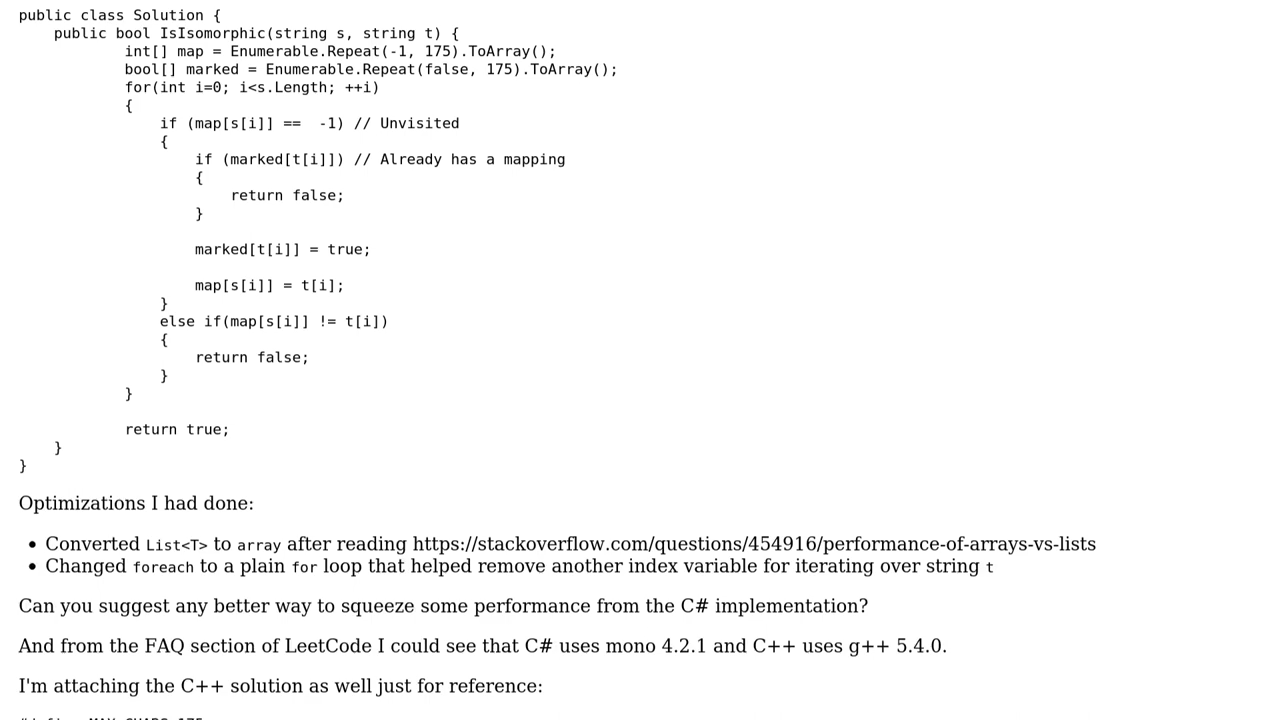 public class Solution {
    public bool IsIsomorphic(string s, string t) {
            int[] map = Enumerable.Repeat(-1, 175).ToArray();
            bool[] marked = Enumerable.Repeat(false, 175).ToArray();
            for(int i=0; i<s.Length; ++i)
            {
                if (map[s[i]] ==  -1) // Unvisited
                {
                    if (marked[t[i]]) // Already has a mapping
                    {
                        return false;
                    }

                    marked[t[i]] = true;

                    map[s[i]] = t[i];
                }
                else if(map[s[i]] != t[i])
                {
                    return false;
                }
            }

            return true;
    }
}
Optimizations I had done:
• Converted List<T> to array after reading https://stackoverflow.com/questions/454916/performance-of-arrays-vs-lists
• Changed foreach to a plain for loop that helped remove another index variable for iterating over string t
Can you suggest any better way to squeeze some performance from the C# implementation?
And from the FAQ section of LeetCode I could see that C# uses mono 4.2.1 and C++ uses g++ 5.4.0.
I'm attaching the C++ solution as well just for reference: